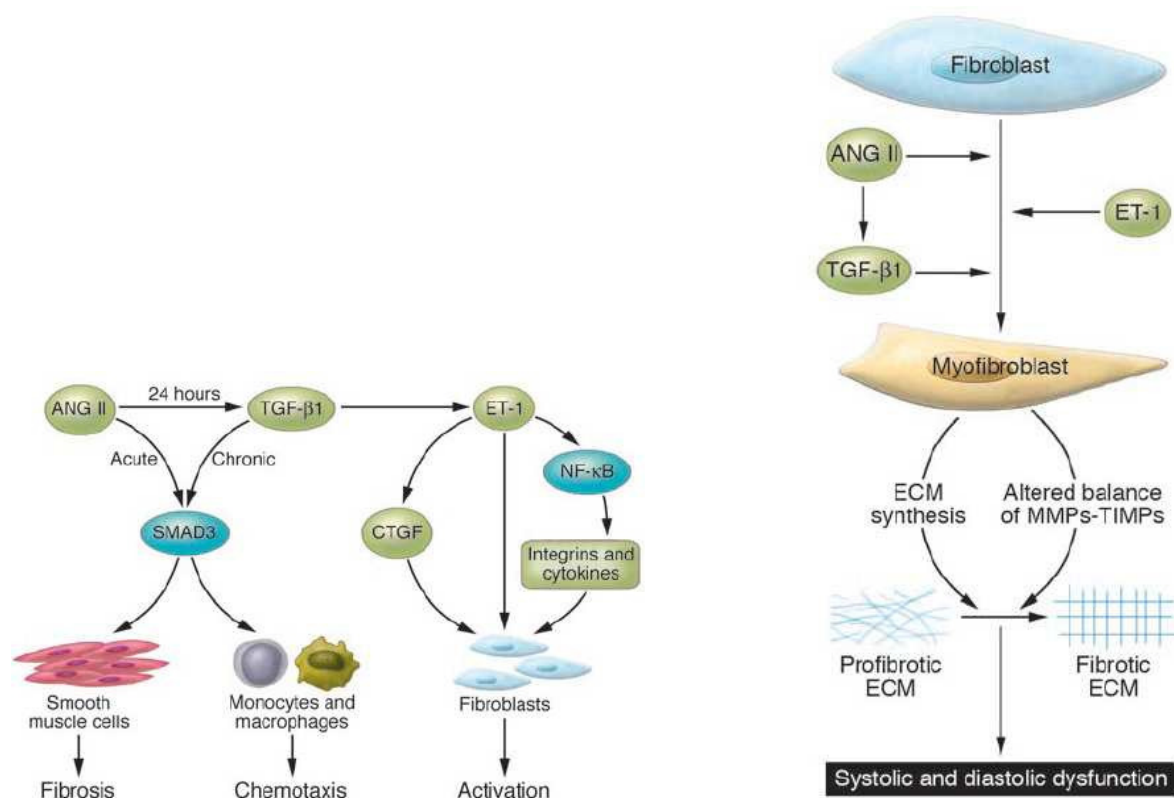 ANG II
24 hours
TGF-β1
ET-1
Acute
Chronic
NF-κB
SMAD3
CTGF
Integrins and
cytokines
Smooth
muscle cells
Monocytes and
macrophages
Fibroblasts
Fibrosis
Chemotaxis
Activation
Fibroblast
ANG II
ET-1
TGF-β1
Myofibroblast
ECM
synthesis
Altered balance
of MMPs-TIMPs
Profibrotic
ECM
Fibrotic
ECM
Systolic and diastolic dysfunction